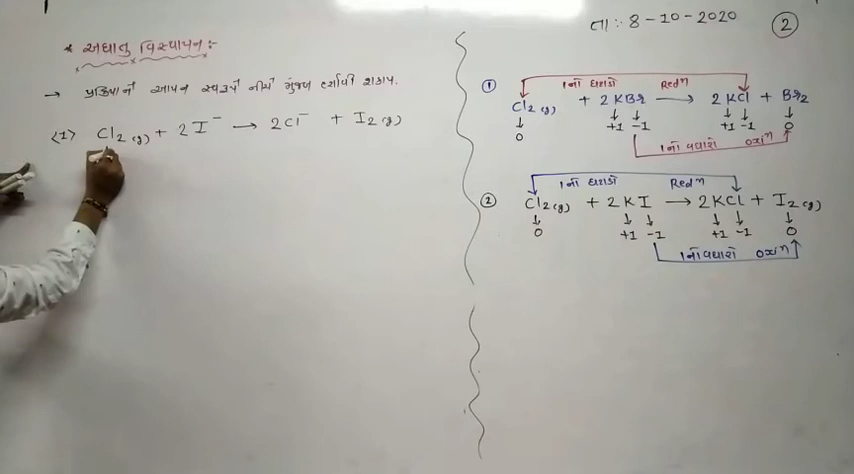 તા :- 8-10-2020
2
* અધાતુ વિસ્થાપન :-
→ પ્રક્રિયાને આયન સ્વરૂપે નીચે મુજબ દર્શાવી શકાય.
<1> Cl₂(g) + 2I⁻ → 2Cl⁻ + I₂(g)
① 1નો ઘટાડો Redⁿ
Cl₂(g) + 2KBr → 2KCl + Br₂
↓ ↓ ↓ ↓ ↓ ↓
0 +1 -1 +1 -1 0
1નો વધારો oxiⁿ
② 1નો ઘટાડો Redⁿ
Cl₂(g) + 2KI → 2KCl + I₂(g)
↓ ↓ ↓ ↓ ↓ ↓
0 +1 -1 +1 -1 0
1નો વધારો oxiⁿ